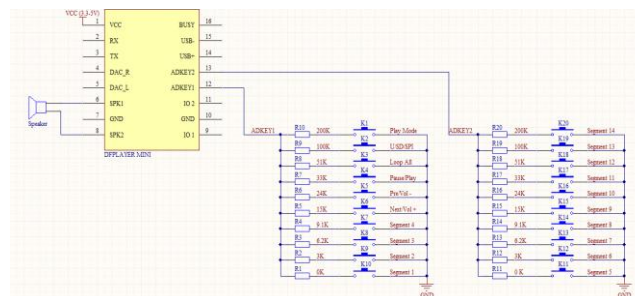 VCC (3.3-5V)
1 VCC BUSY 16
2 RX USB- 15
3 TX USB+ 14
4 DAC_R ADKEY2 13
5 DAC_L ADKEY1 12
6 SPK1 IO 2 11
7 GND GND 10
8 SPK2 IO 1 9
Speaker
DFPLAYER MINI
ADKEY1 R10 200K K1 Play Mode
R9 100K K2 U/SD/SPI
R8 51K K3 Loop All
R7 33K K4 Pause/Play
R6 24K K5 Pre/Vol -
R5 15K K6 Next/Vol +
R4 9.1K K7 Segment 4
R3 6.2K K8 Segment 3
R2 3K K9 Segment 2
R1 0K K10 Segment 1
GND
ADKEY2 R20 200K K20 Segment 14
R19 100K K19 Segment 13
R18 51K K18 Segment 12
R17 33K K17 Segment 11
R16 24K K16 Segment 10
R15 15K K15 Segment 9
R14 9.1K K14 Segment 8
R13 6.2K K13 Segment 7
R12 3K K12 Segment 6
R11 0 K K11 Segment 5
GND